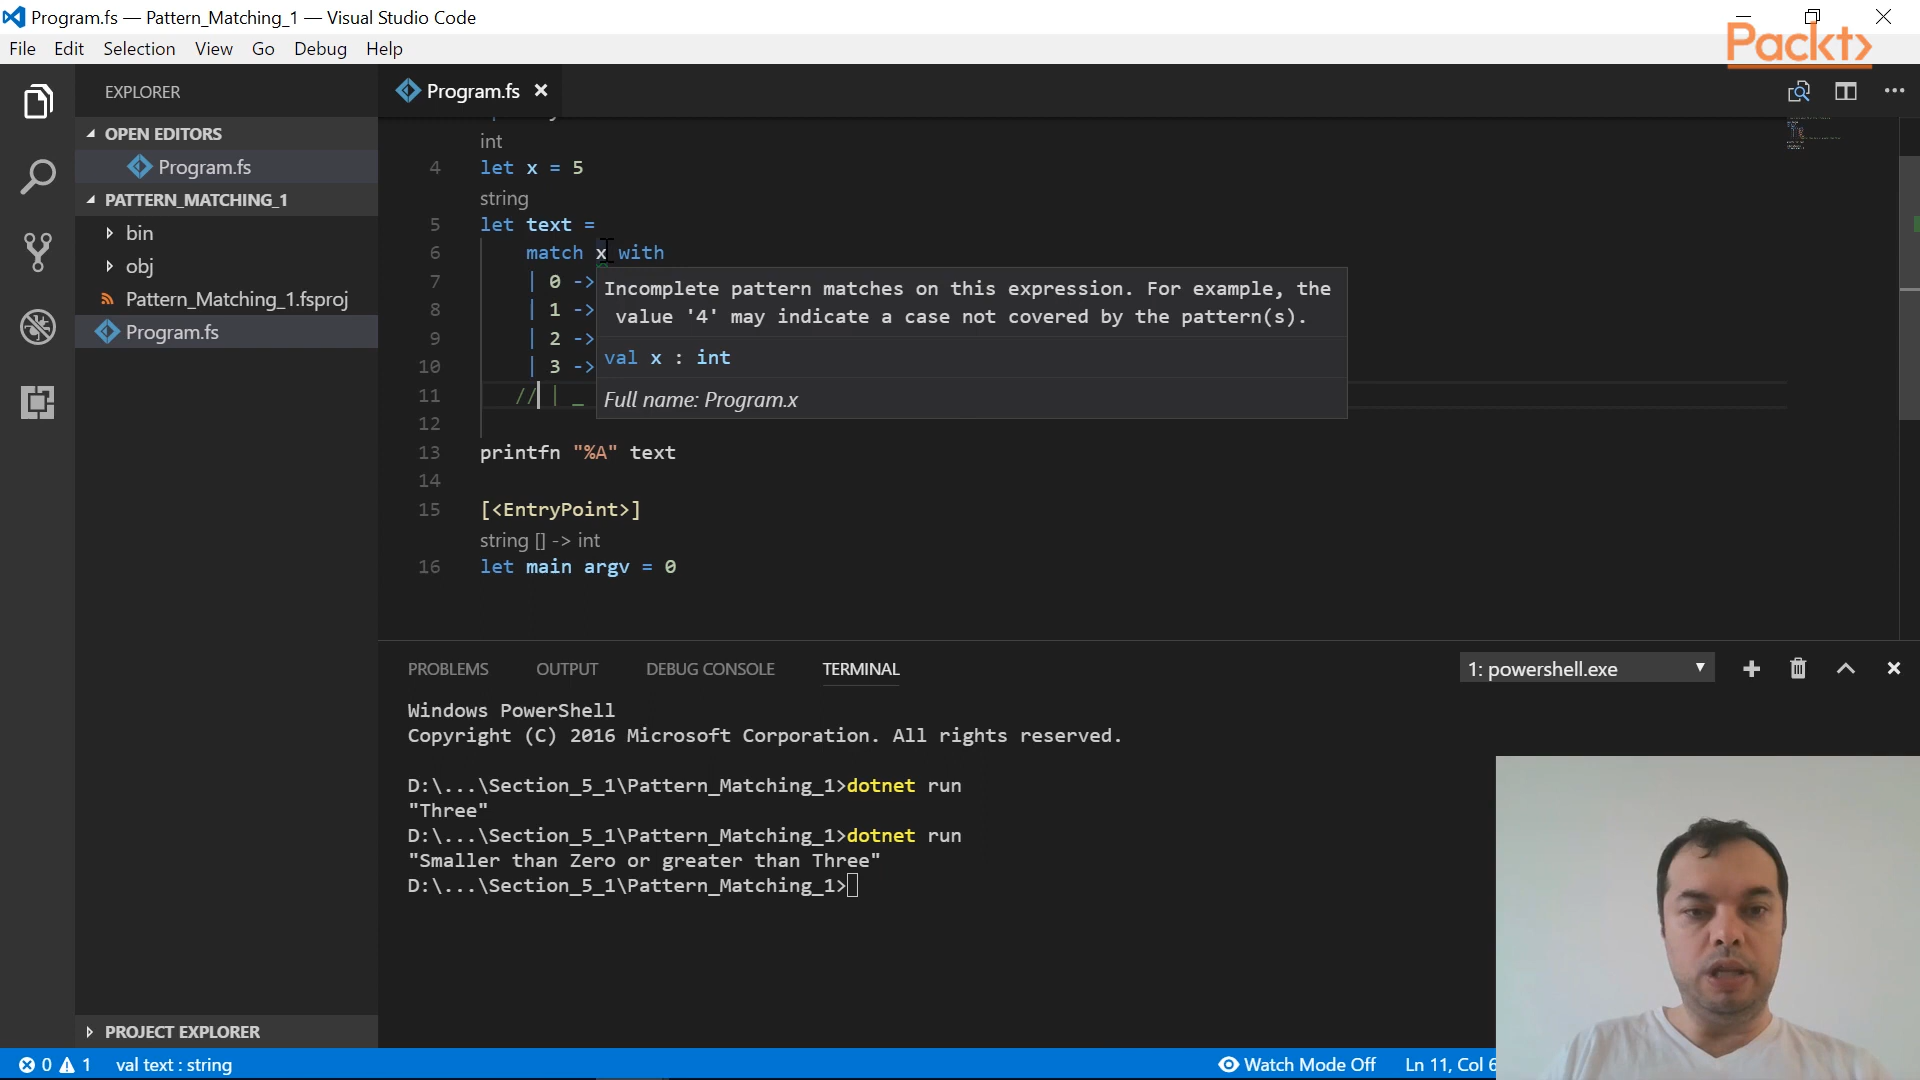 Program.fs — Pattern_Matching_1 — Visual Studio Code
Packt>
File Edit Selection View Go Debug Help
EXPLORER
OPEN EDITORS
Program.fs
PATTERN_MATCHING_1
bin
obj
Pattern_Matching_1.fsproj
Program.fs
PROJECT EXPLORER
Program.fs
int
4 let x = 5
string
5 let text =
6 match x with
7 | 0 ->
8 | 1 ->
9 | 2 ->
10 | 3 ->
11 // | _
12
13 printfn "%A" text
14
15 [<EntryPoint>]
string [] -> int
16 let main argv = 0
Incomplete pattern matches on this expression. For example, the
value '4' may indicate a case not covered by the pattern(s).
val x : int
Full name: Program.x
PROBLEMS OUTPUT DEBUG CONSOLE TERMINAL 1: powershell.exe
Windows PowerShell
Copyright (C) 2016 Microsoft Corporation. All rights reserved.
D:\...\Section_5_1\Pattern_Matching_1>dotnet run
"Three"
D:\...\Section_5_1\Pattern_Matching_1>dotnet run
"Smaller than Zero or greater than Three"
D:\...\Section_5_1\Pattern_Matching_1>
0 1 val text : string Watch Mode Off Ln 11, Col 6